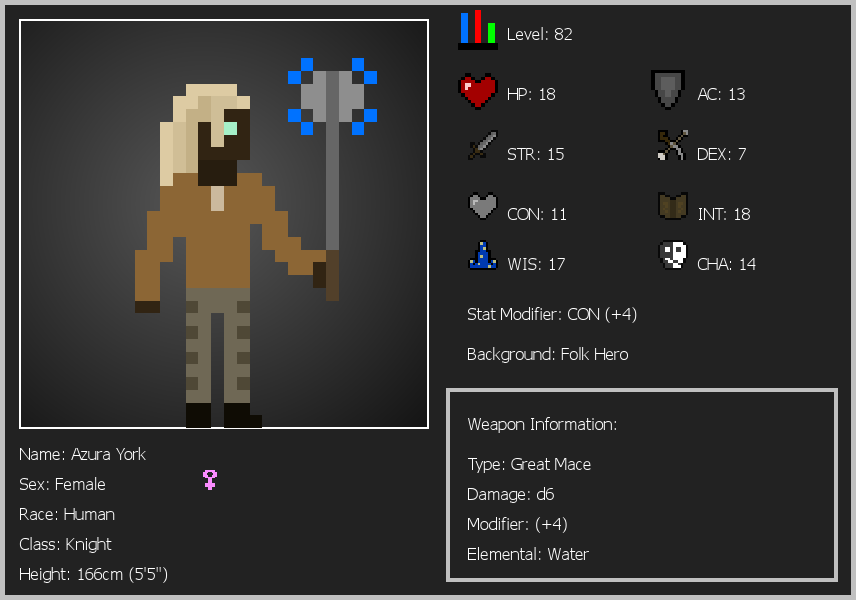 Level: 82
HP: 18
AC: 13
STR: 15
DEX: 7
CON: 11
INT: 18
WIS: 17
CHA: 14
Stat Modifier: CON (+4)
Background: Folk Hero
Weapon Information:
Type: Great Mace
Damage: d6
Modifier: (+4)
Elemental: Water
Name: Azura York
Sex: Female
Race: Human
Class: Knight
Height: 166cm (5'5")